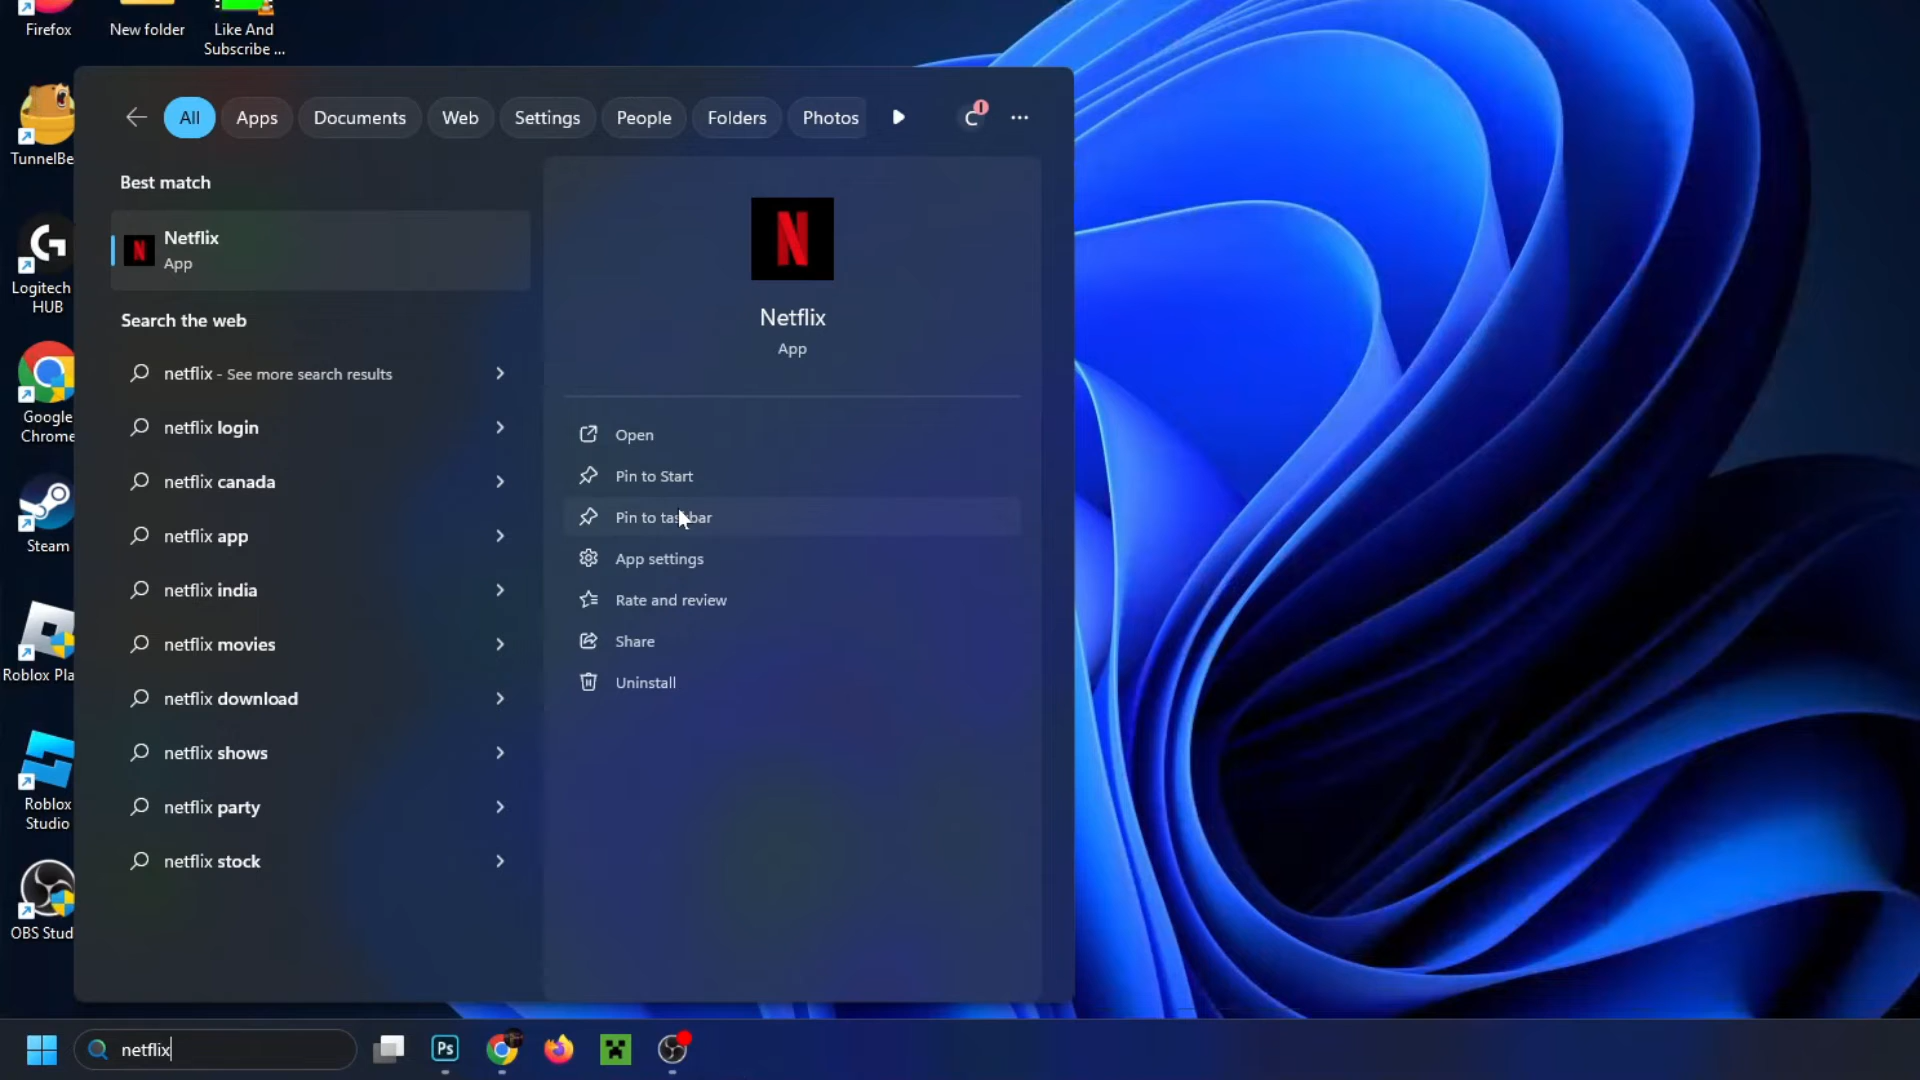 Firefox
New folder
Like And
Subscribe ...
TunnelBe
Logitech
HUB
Google
Chrome
Steam
Roblox Pla
Roblox
Studio
OBS Stud
All
Apps
Documents
Web
Settings
People
Folders
Photos
C
Best match
Netflix
App
Search the web
netflix - See more search results
netflix login
netflix canada
netflix app
netflix india
netflix movies
netflix download
netflix shows
netflix party
netflix stock
N
Netflix
App
Open
Pin to Start
Pin to taskbar
App settings
Rate and review
Share
Uninstall
netflix
Ps